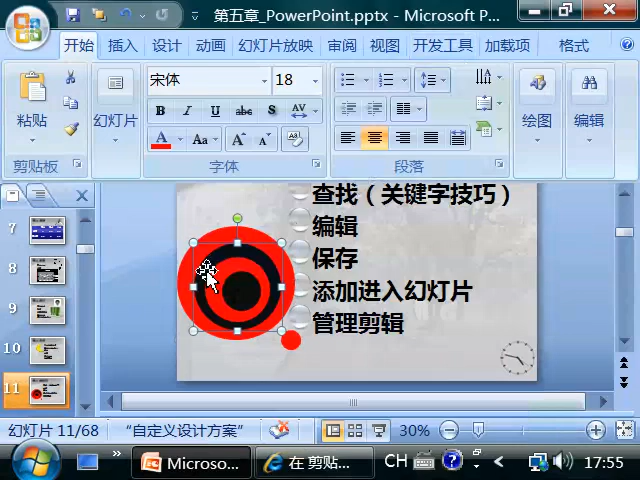 第五章_PowerPoint.pptx - Microsoft P...
开始 插入 设计 动画 幻灯片放映 审阅 视图 开发工具 加载项 格式
宋体 18
B I U abc S AV
A Aa A A
粘贴 幻灯片 绘图 编辑
剪贴板 字体 段落
查找（关键字技巧）
编辑
保存
添加进入幻灯片
管理剪辑
7
8
9
10
11
幻灯片 11/68 “自定义设计方案” 30%
Microso... 在 剪贴... CH 17:55